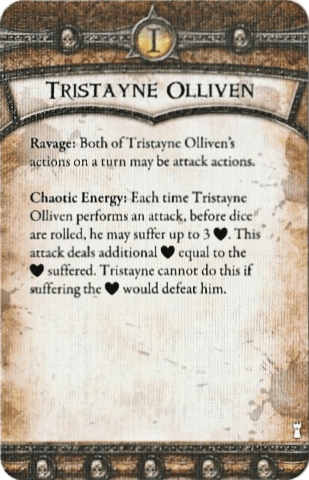 I
TRISTAYNE OLLIVEN
Ravage: Both of Tristayne Olliven's
actions on a turn may be attack actions.
Chaotic Energy: Each time Tristayne
Olliven performs an attack, before dice
are rolled, he may suffer up to 3 ♥. This
attack deals additional ♥ equal to the
♥ suffered. Tristayne cannot do this if
suffering the ♥ would defeat him.